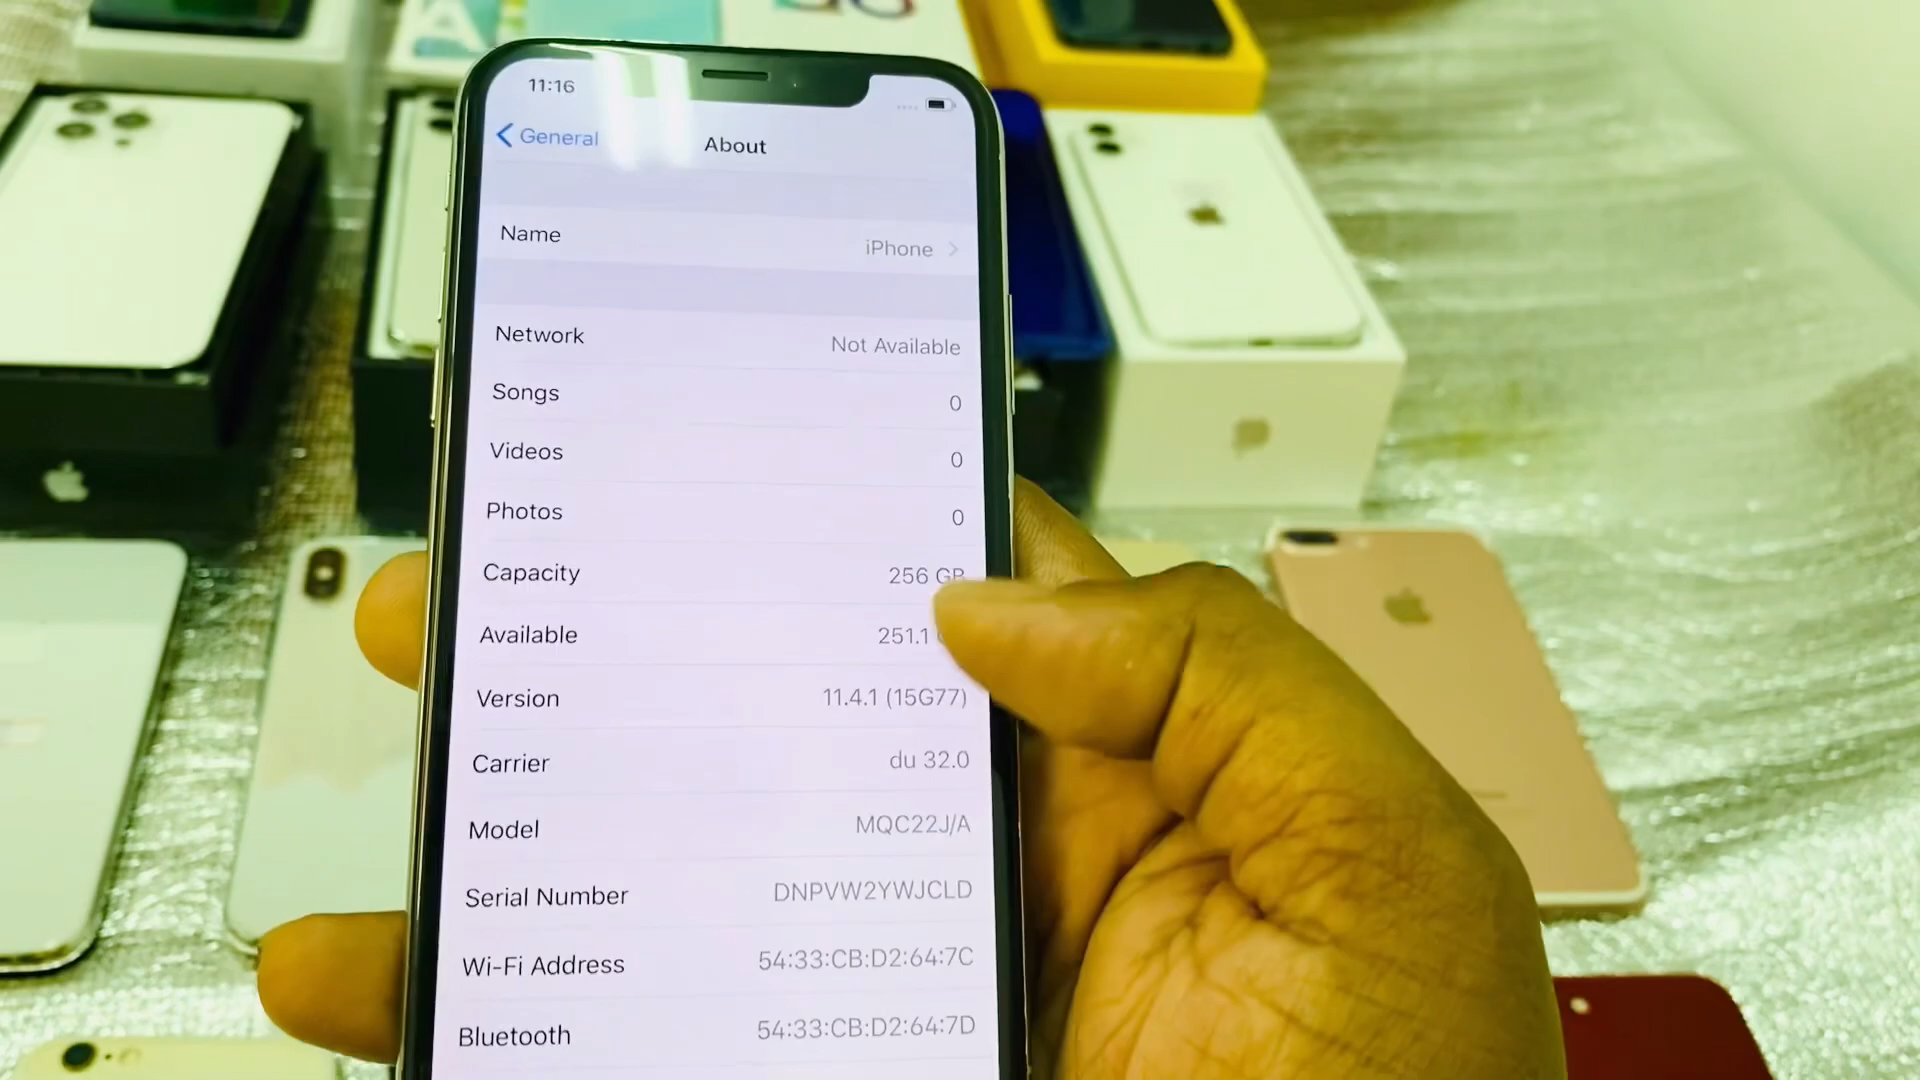 11:16
General
About
Name iPhone
Network Not Available
Songs 0
Videos 0
Photos 0
Capacity 256 GB
Available 251.1
Version 11.4.1 (15G77)
Carrier du 32.0
Model MQC22J/A
Serial Number DNPVW2YWJCLD
Wi-Fi Address 54:33:CB:D2:64:7C
Bluetooth 54:33:CB:D2:64:7D